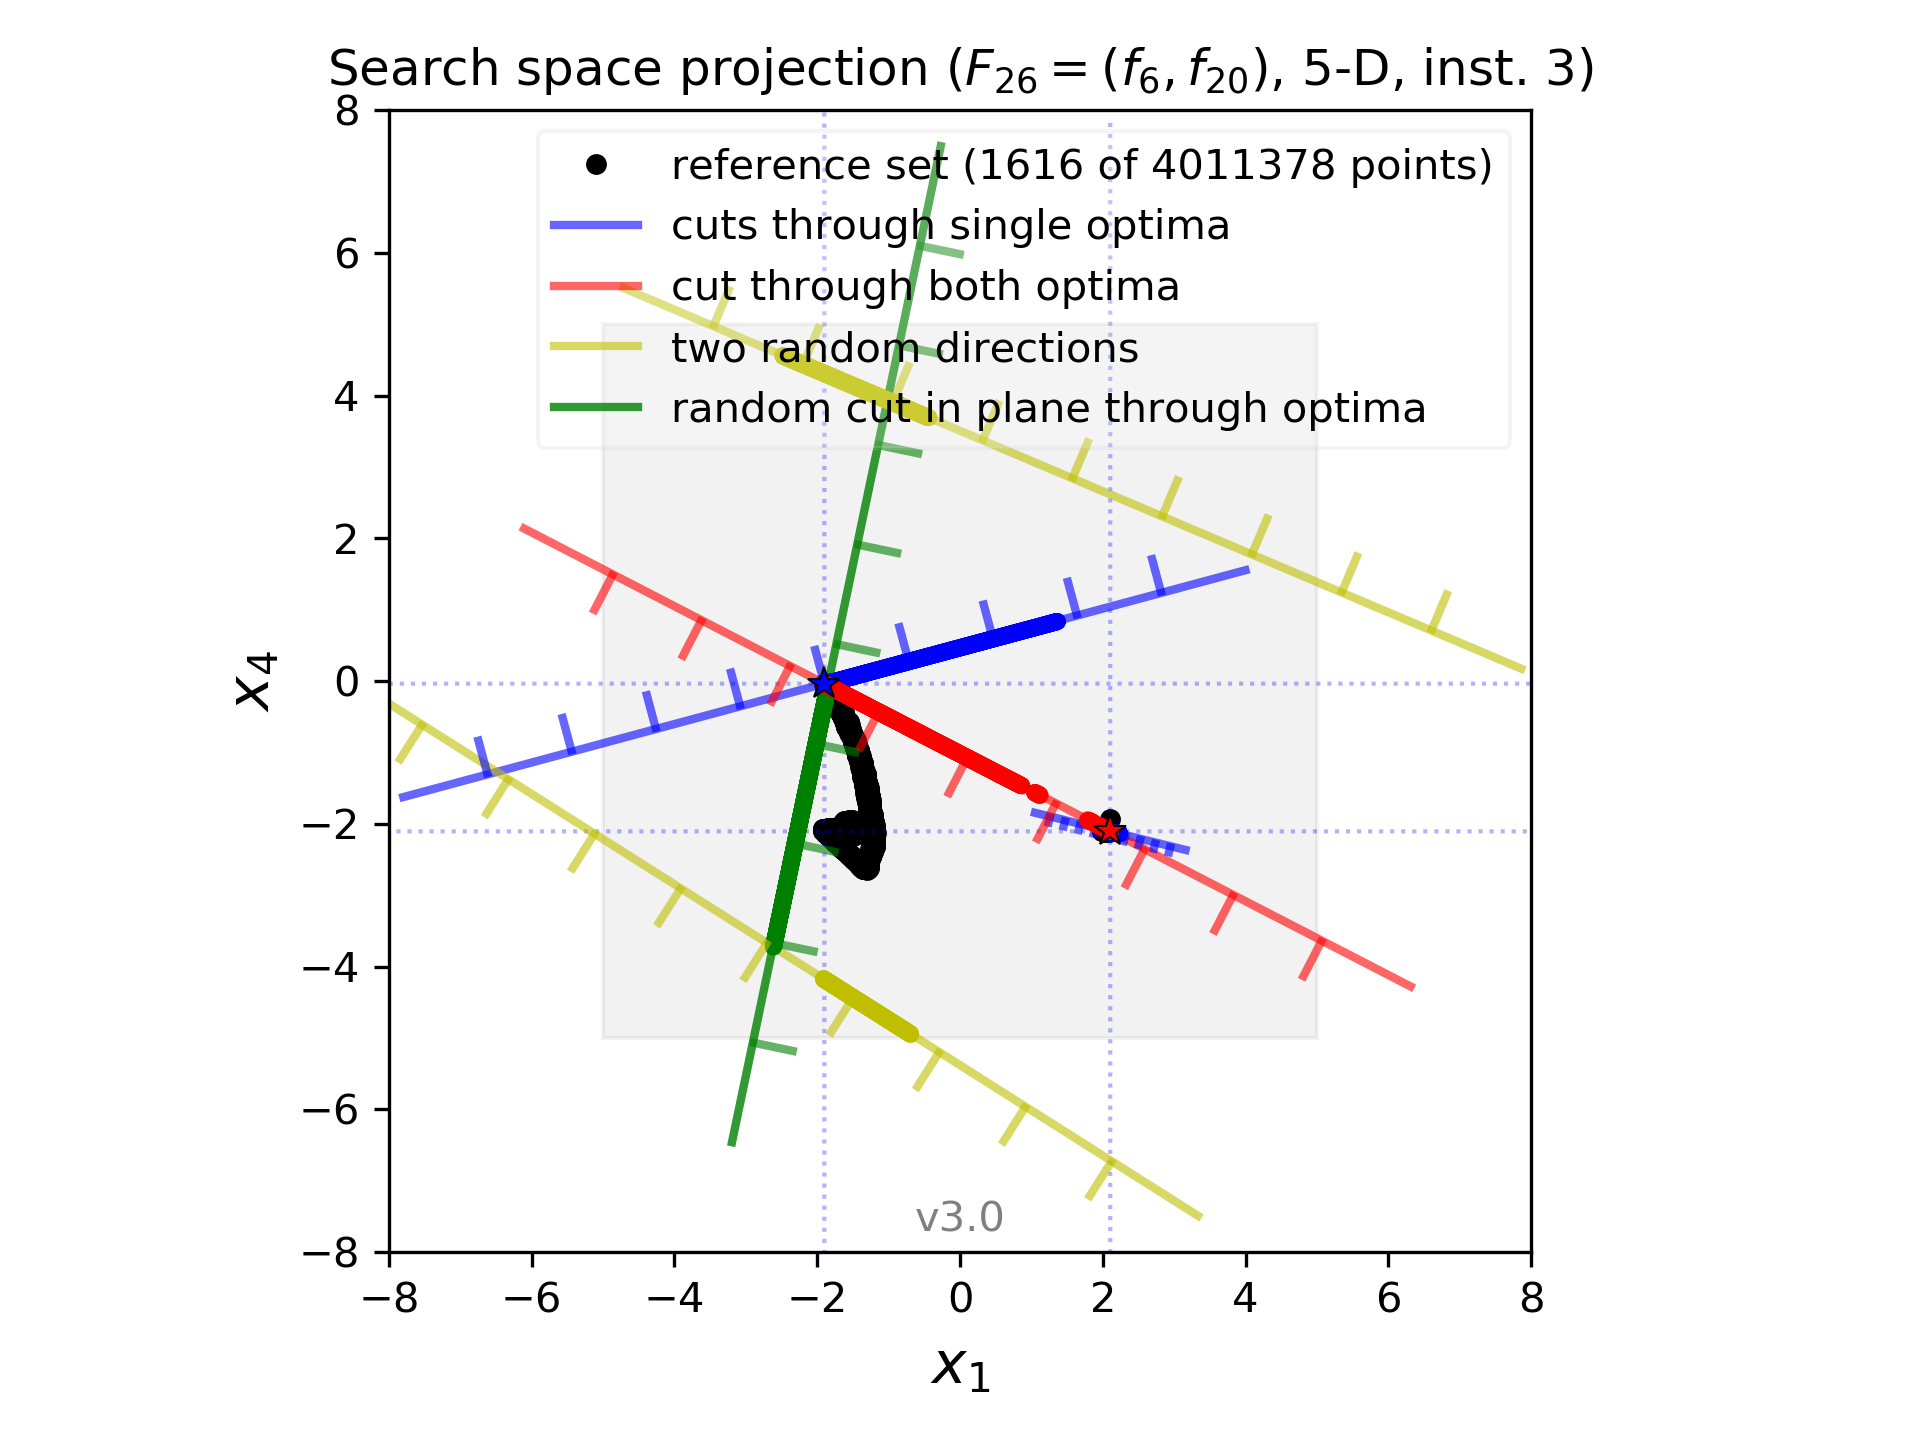 Search space projection (F₂₆ = (f₆, f₂₀), 5-D, inst. 3)
reference set (1616 of 4011378 points)
cuts through single optima
cut through both optima
two random directions
random cut in plane through optima
8
6
4
2
0
−2
−4
−6
−8
x₄
v3.0
−8 −6 −4 −2 0 2 4 6 8
x₁